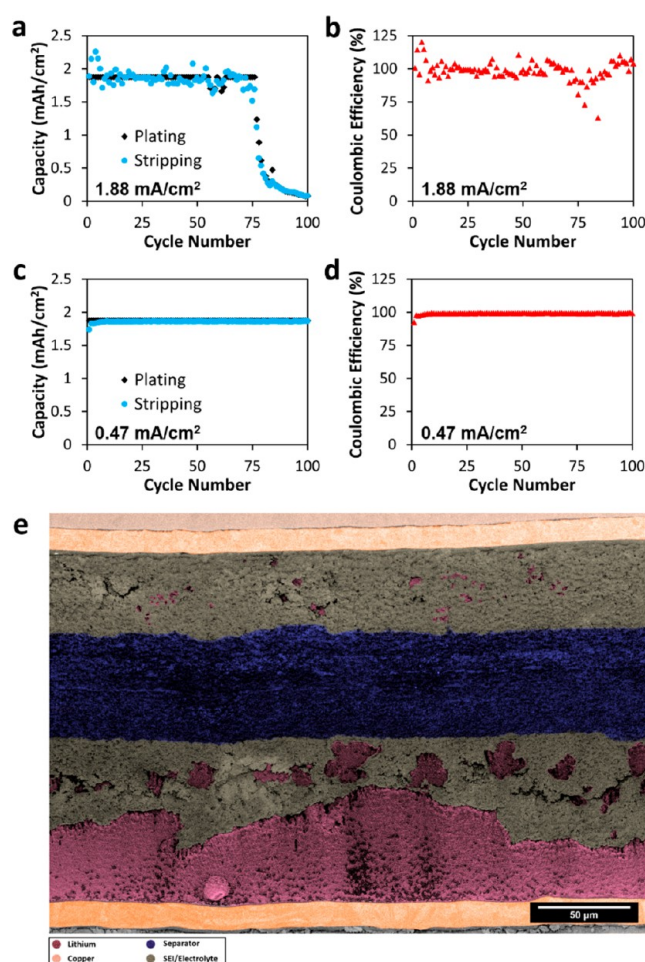 a
Capacity (mAh/cm²)
2.5
2
1.5
1
0.5
0
◆ Plating
● Stripping
1.88 mA/cm²
0 25 50 75 100
Cycle Number
b
Coulombic Efficiency (%)
125
100
75
50
25
0
1.88 mA/cm²
0 25 50 75 100
Cycle Number
c
Capacity (mAh/cm²)
2.5
2
1.5
1
0.5
0
◆ Plating
● Stripping
0.47 mA/cm²
0 25 50 75 100
Cycle Number
d
Coulombic Efficiency (%)
125
100
75
50
25
0
0.47 mA/cm²
0 25 50 75 100
Cycle Number
e
50 µm
Lithium Separator
Copper SEI/Electrolyte